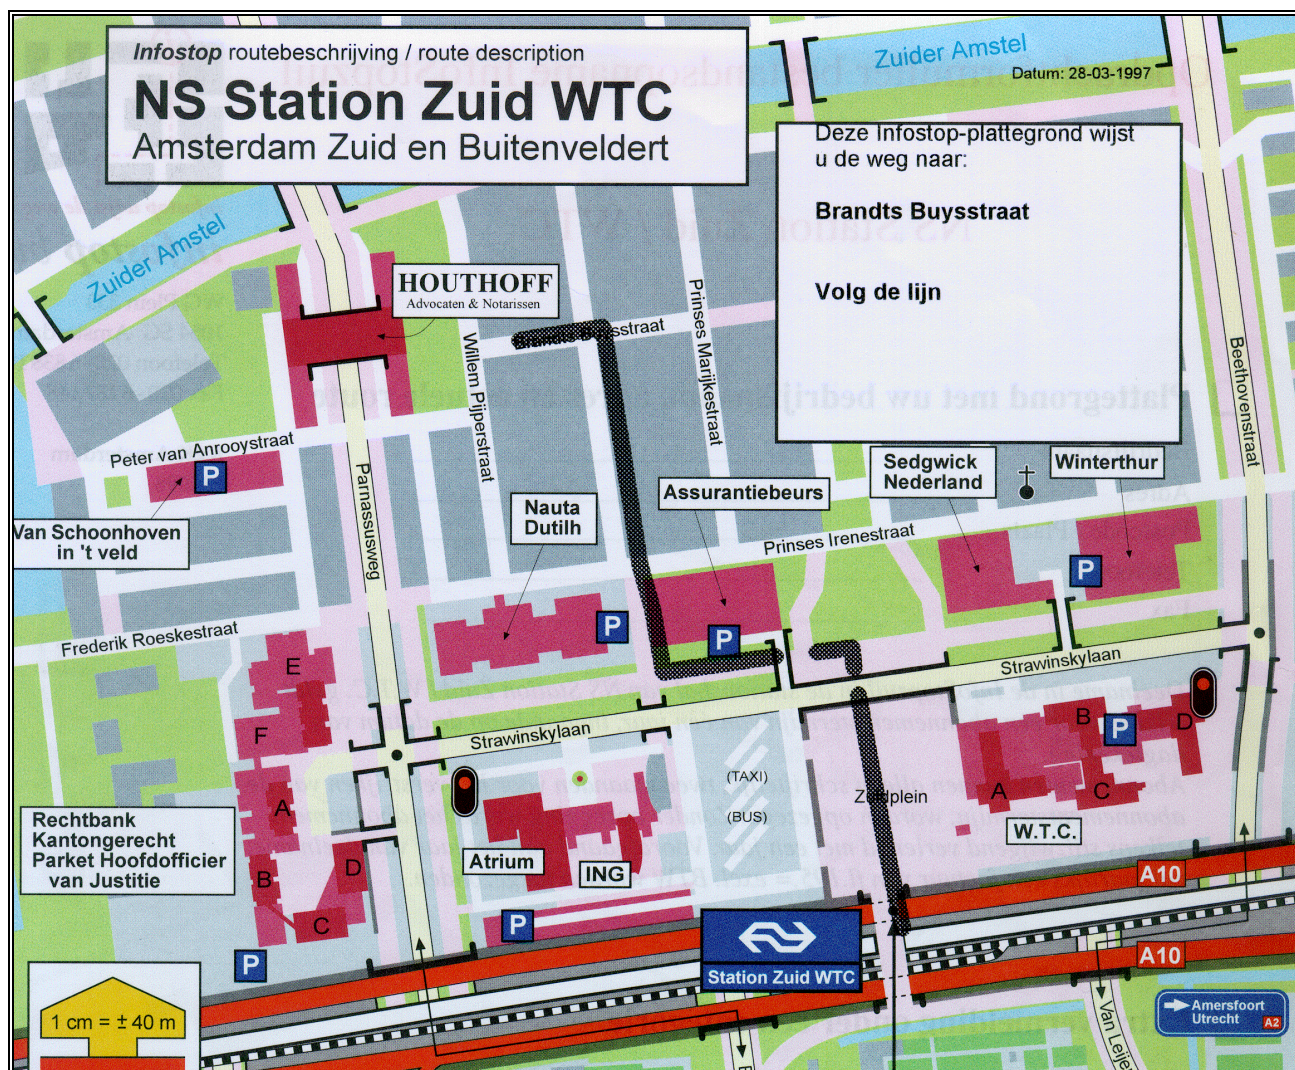 Infostop routebeschrijving / route description
NS Station Zuid WTC
Amsterdam Zuid en Buitenveldert
Zuider Amstel
Datum: 28-03-1997
Deze Infostop-plattegrond wijst
u de weg naar:
Brandts Buysstraat
Volg de lijn
Zuider Amstel
HOUTHOFF
Advocaten & Notarissen
Brandts Buysstraat
Prinses Marijkestraat
Willem Pijperstraat
Beethovenstraat
Peter van Anrooystraat
P
Parnassusweg
Van Schoonhoven
in 't veld
Nauta
Dutilh
Assurantiebeurs
Sedgwick
Nederland
Winterthur
Prinses Irenestraat
P
P
P
Frederik Roeskestraat
Strawinskylaan
Strawinskylaan
E
F
A
B
C
D
Rechtbank
Kantongerecht
Parket Hoofdofficier
van Justitie
P
Atrium
ING
P
(TAXI)
(BUS)
Zuidplein
A
B
C
D
P
W.T.C.
A10
A10
Station Zuid WTC
1 cm = ± 40 m
Amersfoort
Utrecht
A2